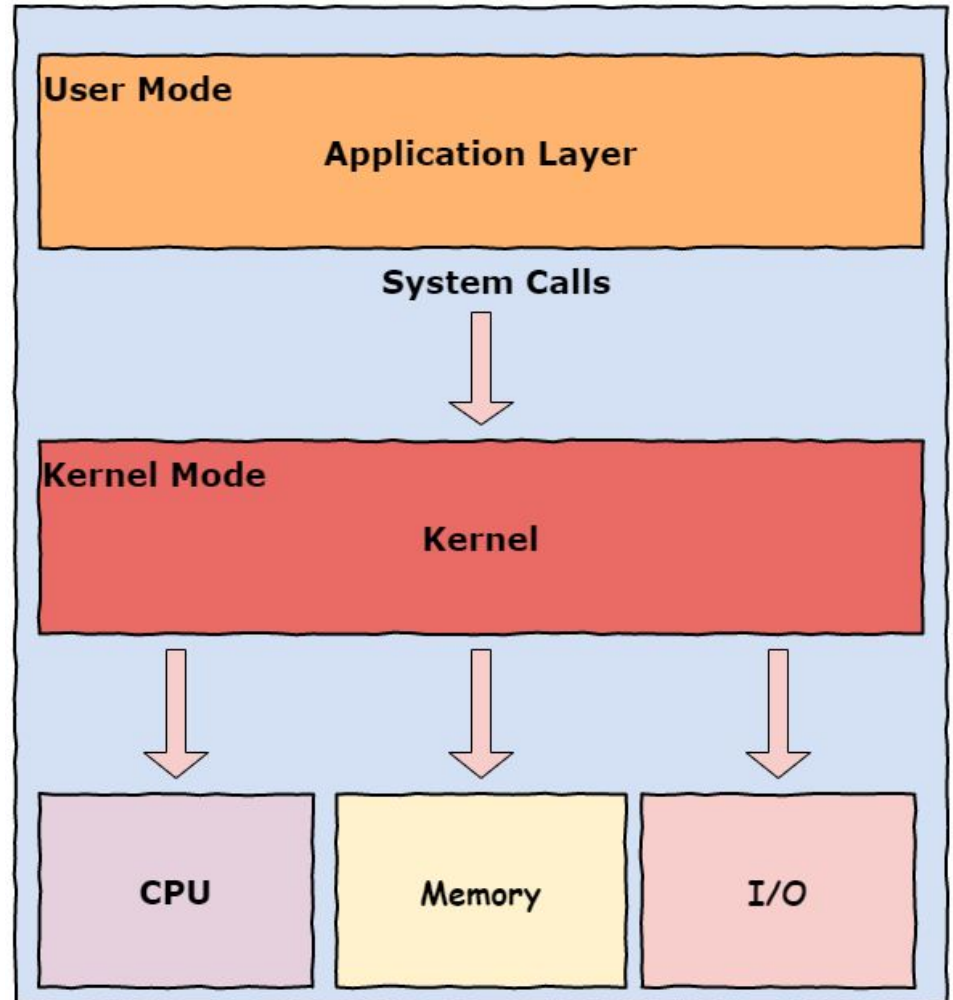 User Mode
Application Layer
System Calls
Kernel Mode
Kernel
CPU
Memory
I/O